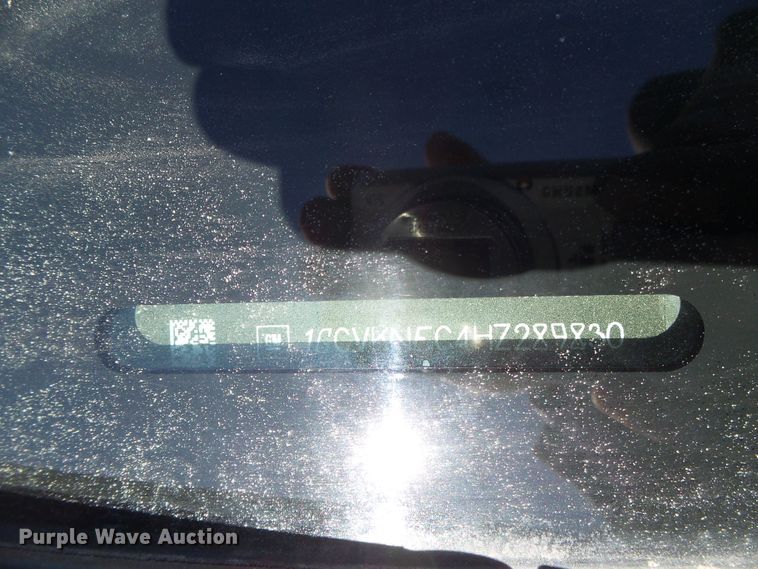 GM 1GCVKNEC4HZ289830
Purple Wave Auction